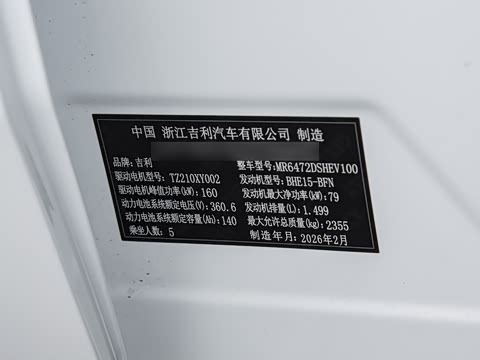 中国 浙江吉利汽车有限公司 制造
品牌：吉利 整车型号：MR6472DSHEV100
驱动电机型号：TZ210XY002 发动机型号：BHE15-BFN
驱动电机峰值功率(kW)：160 发动机最大净功率(kW)：79
动力电池系统额定电压(V)：360.6 发动机排量(L)：1.499
动力电池系统额定容量(Ah)：140 最大允许总质量(kg)：2355
乘坐人数：5 制造年月：2026年2月